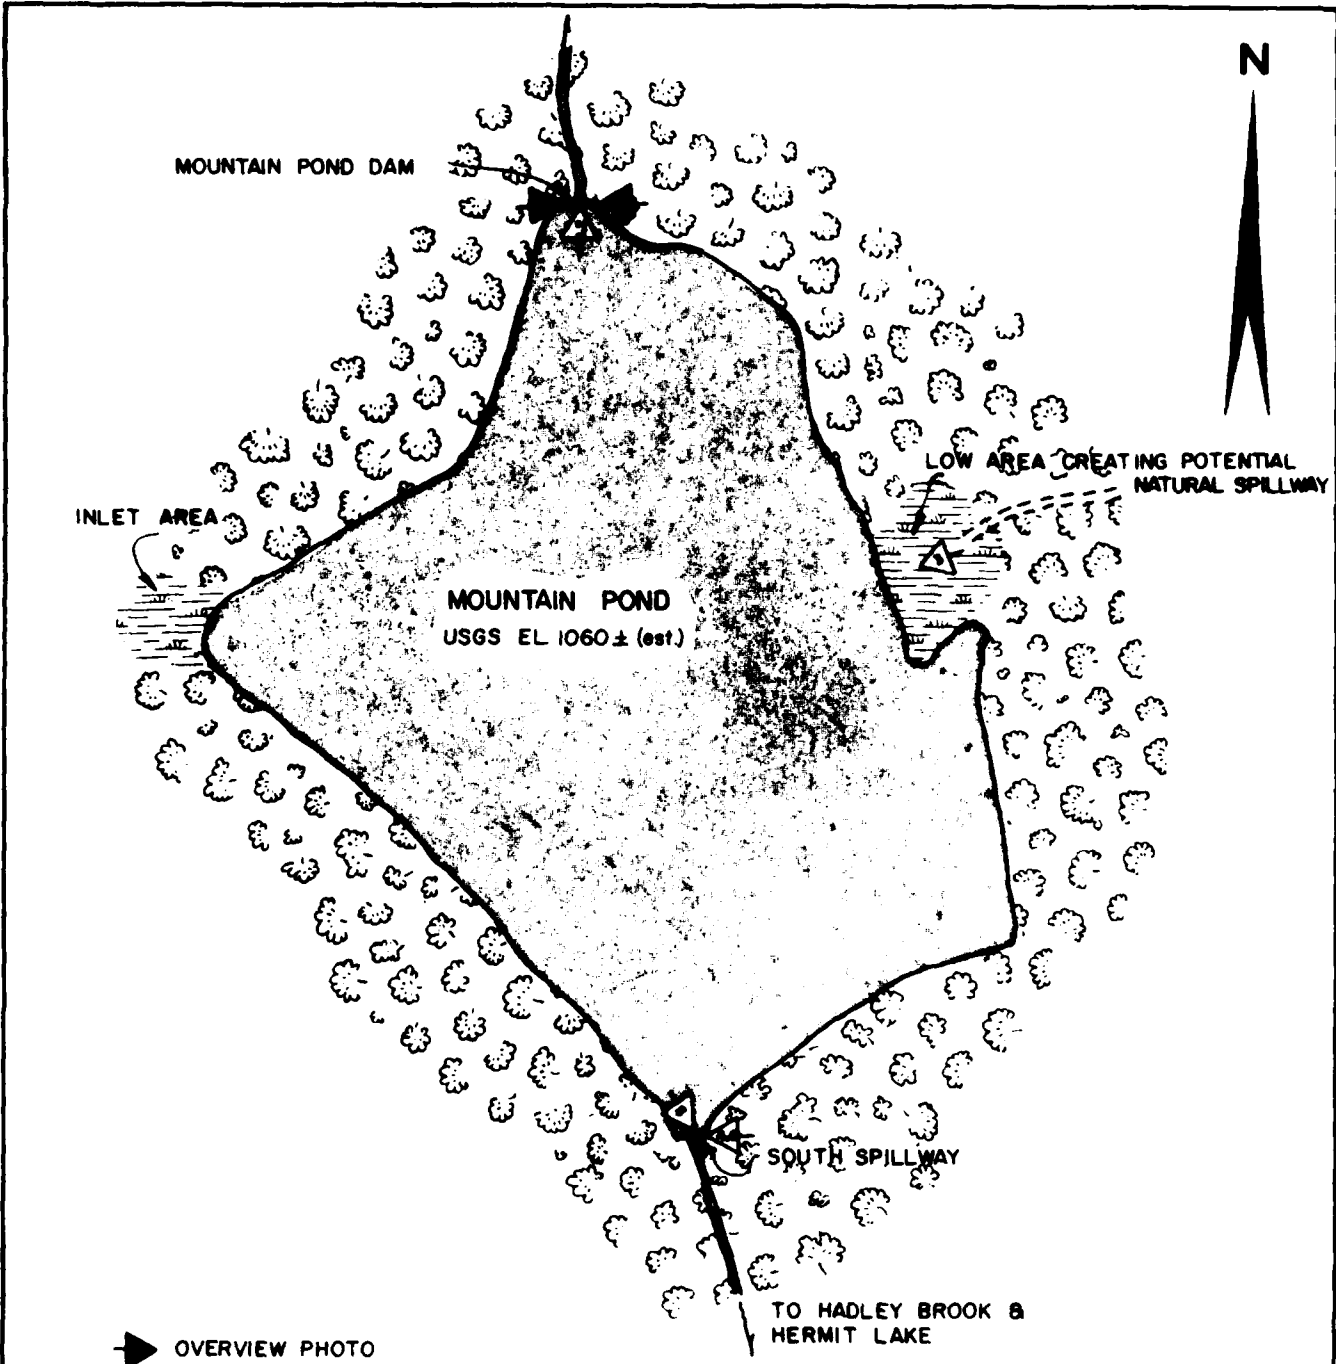 N
MOUNTAIN POND DAM
LOW AREA CREATING POTENTIAL
NATURAL SPILLWAY
INLET AREA
MOUNTAIN POND
USGS EL 1060± (est.)
SOUTH SPILLWAY
TO HADLEY BROOK &
HERMIT LAKE
OVERVIEW PHOTO